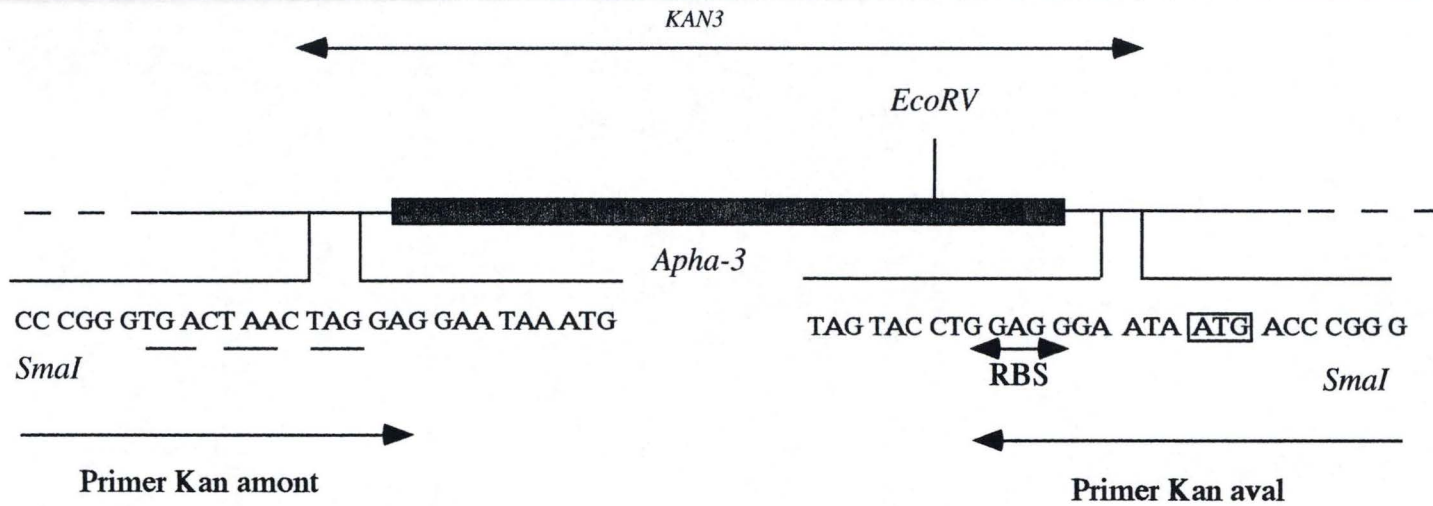 KAN3
EcoRV
Apha-3
CC CGG GTG ACT AAC TAG GAG GAA TAA ATG
TAG TAC CTG GAG GGA ATA ATG ACC CGG G
SmaI
RBS
SmaI
Primer Kan amont
Primer Kan aval